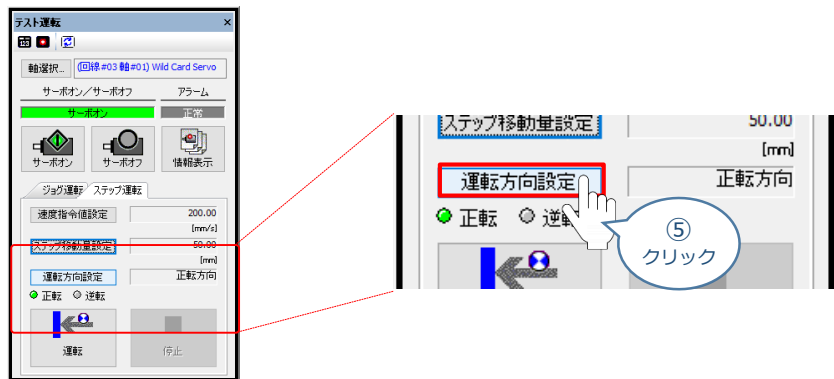 テスト運転 ×
軸選択... (回線#03 軸#01) Wild Card Servo
サーボオン／サーボオフ アラーム
サーボオン 正常
サーボオン サーボオフ 情報表示
ジョグ運転 ステップ運転
速度指令値設定 200.00
[mm/s]
ステップ移動量設定 50.00
[mm]
運転方向設定 正転方向
正転 逆転
運転 停止
ステップ移動量設定 50.00
[mm]
運転方向設定 正転方向
正転 逆転
⑤
クリック